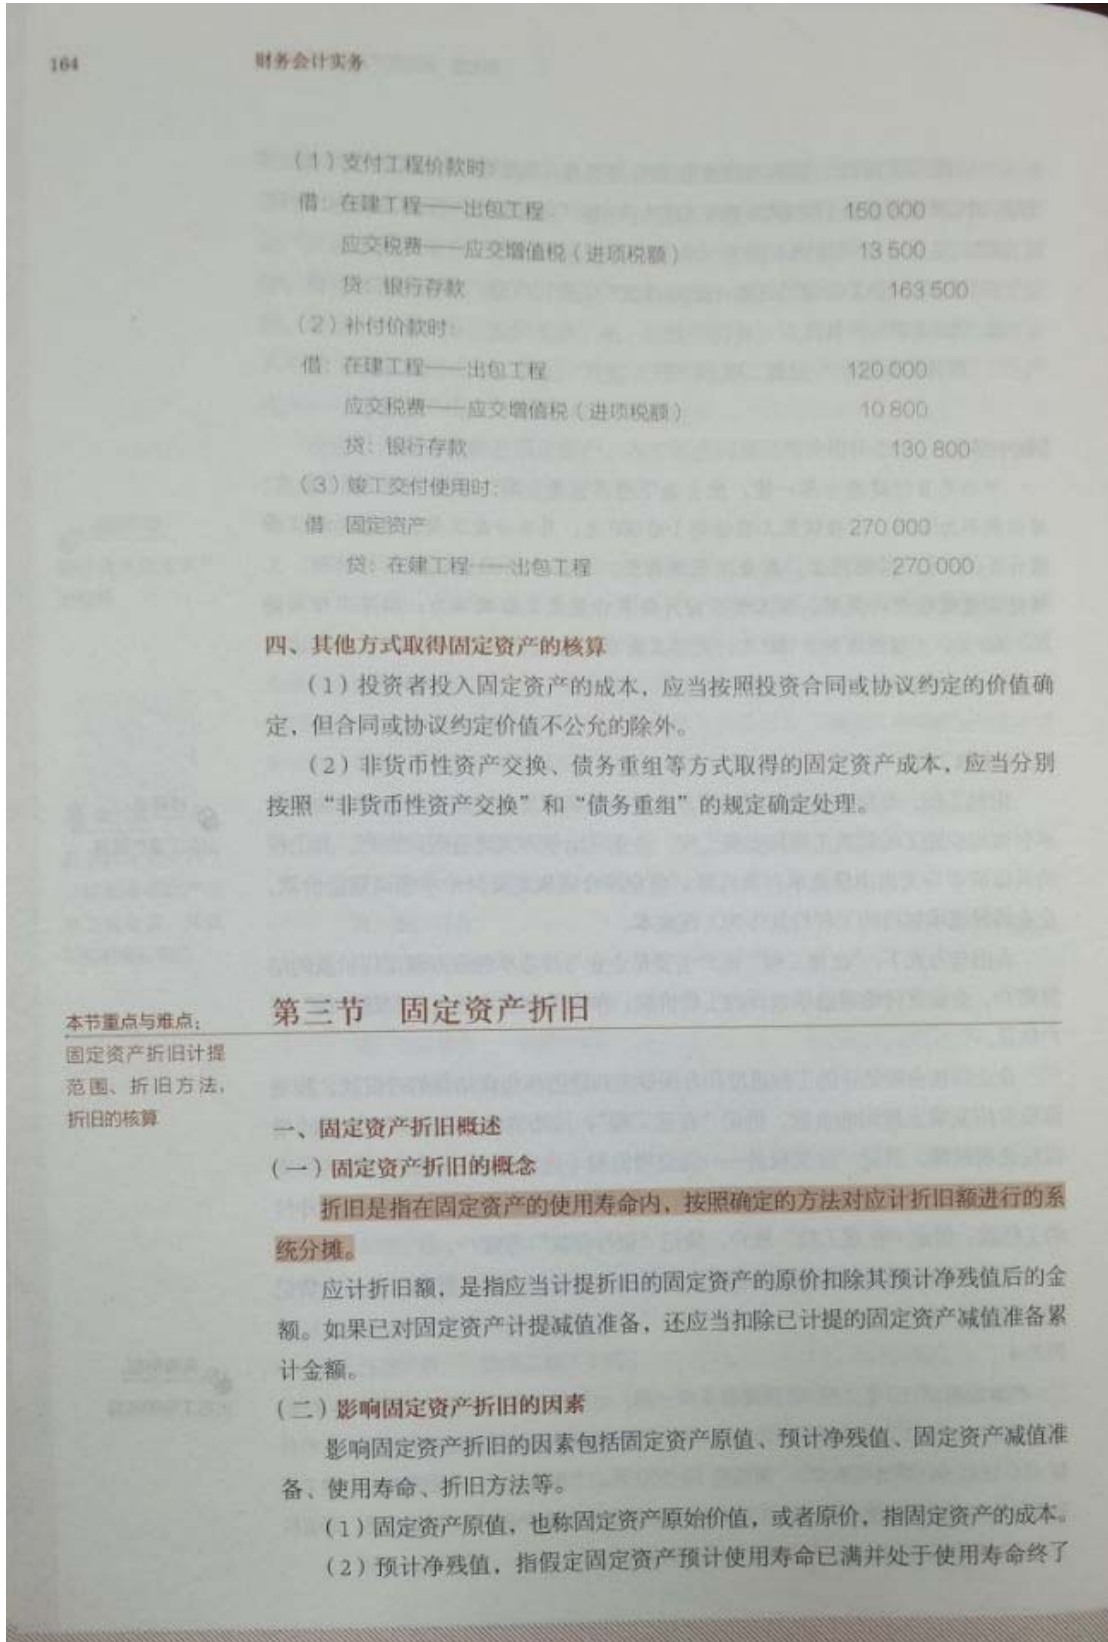 164 财务会计实务
(1)支付工程价款时:
借:在建工程——出包工程 150 000
应交税费——应交增值税(进项税额) 13 500
贷:银行存款 163 500
(2)补付价款时:
借:在建工程——出包工程 120 000
应交税费——应交增值税(进项税额) 10 800
贷:银行存款 130 800
(3)竣工交付使用时:
借:固定资产 270 000
贷:在建工程——出包工程 270 000
四、其他方式取得固定资产的核算
(1)投资者投入固定资产的成本,应当按照投资合同或协议约定的价值确
定,但合同或协议约定价值不公允的除外。
(2)非货币性资产交换、债务重组等方式取得的固定资产成本,应当分别
按照“非货币性资产交换”和“债务重组”的规定确定处理。
第三节 固定资产折旧
本节重点与难点:
固定资产折旧计提
范围、折旧方法,
折旧的核算
一、固定资产折旧概述
(一)固定资产折旧的概念
折旧是指在固定资产的使用寿命内,按照确定的方法对应计折旧额进行的系
统分摊。
应计折旧额,是指应当计提折旧的固定资产的原价扣除其预计净残值后的金
额。如果已对固定资产计提减值准备,还应当扣除已计提的固定资产减值准备累
计金额。
(二)影响固定资产折旧的因素
影响固定资产折旧的因素包括固定资产原值、预计净残值、固定资产减值准
备、使用寿命、折旧方法等。
(1)固定资产原值,也称固定资产原始价值,或者原价,指固定资产的成本。
(2)预计净残值,指假定固定资产预计使用寿命已满并处于使用寿命终了